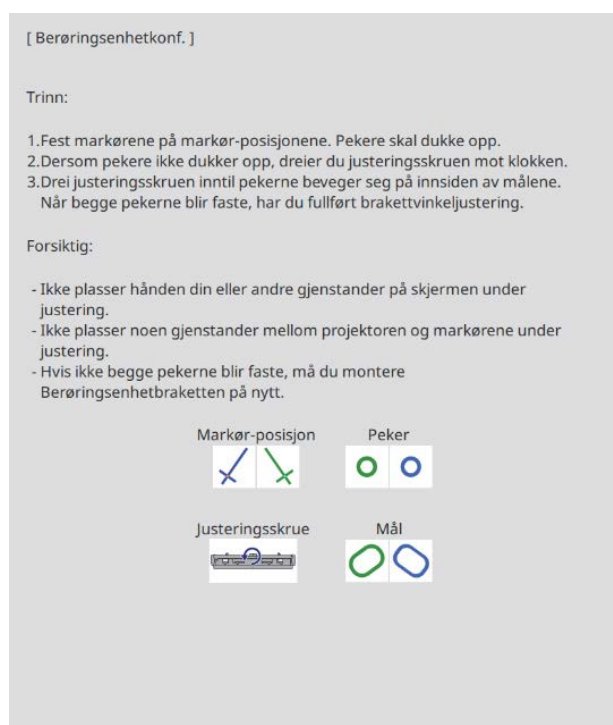 [ Berøringsenhetkonf. ]
Trinn:
1.Fest markørene på markør-posisjonene. Pekere skal dukke opp.
2.Dersom pekere ikke dukker opp, dreier du justeringsskruen mot klokken.
3.Drei justeringsskruen inntil pekerne beveger seg på innsiden av målene.
Når begge pekerne blir faste, har du fullført brakettvinkeljustering.
Forsiktig:
- Ikke plasser hånden din eller andre gjenstander på skjermen under
justering.
- Ikke plasser noen gjenstander mellom projektoren og markørene under
justering.
- Hvis ikke begge pekerne blir faste, må du montere
Berøringsenhetbraketten på nytt.
Markør-posisjon Peker
Justeringsskrue Mål